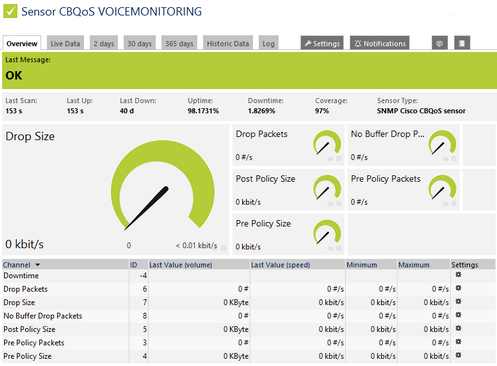 Sensor CBQoS VOICEMONITORING
Overview Live Data 2 days 30 days 365 days Historic Data Log Settings Notifications
Last Message:
OK
Last Scan: Last Up: Last Down: Uptime: Downtime: Coverage: Sensor Type:
153 s 153 s 40 d 98.1731% 1.8269% 97% SNMP Cisco CBQoS sensor
Drop Size
0 kbit/s
0 < 0.01 kbit/s
Drop Packets
0 #/s
No Buffer Drop P...
0 #/s
Post Policy Size
0 kbit/s
Pre Policy Packets
0 #/s
Pre Policy Size
0 kbit/s
Channel ID Last Value (volume) Last Value (speed) Minimum Maximum Settings
Downtime -4
Drop Packets 6 0 # 0 #/s 0 #/s 0 #/s
Drop Size 7 0 KByte 0 kbit/s 0 kbit/s 0 kbit/s
No Buffer Drop Packets 8 0 # 0 #/s 0 #/s 0 #/s
Post Policy Size 5 0 KByte 0 kbit/s 0 kbit/s 0 kbit/s
Pre Policy Packets 3 0 # 0 #/s 0 #/s 0 #/s
Pre Policy Size 4 0 KByte 0 kbit/s 0 kbit/s 0 kbit/s